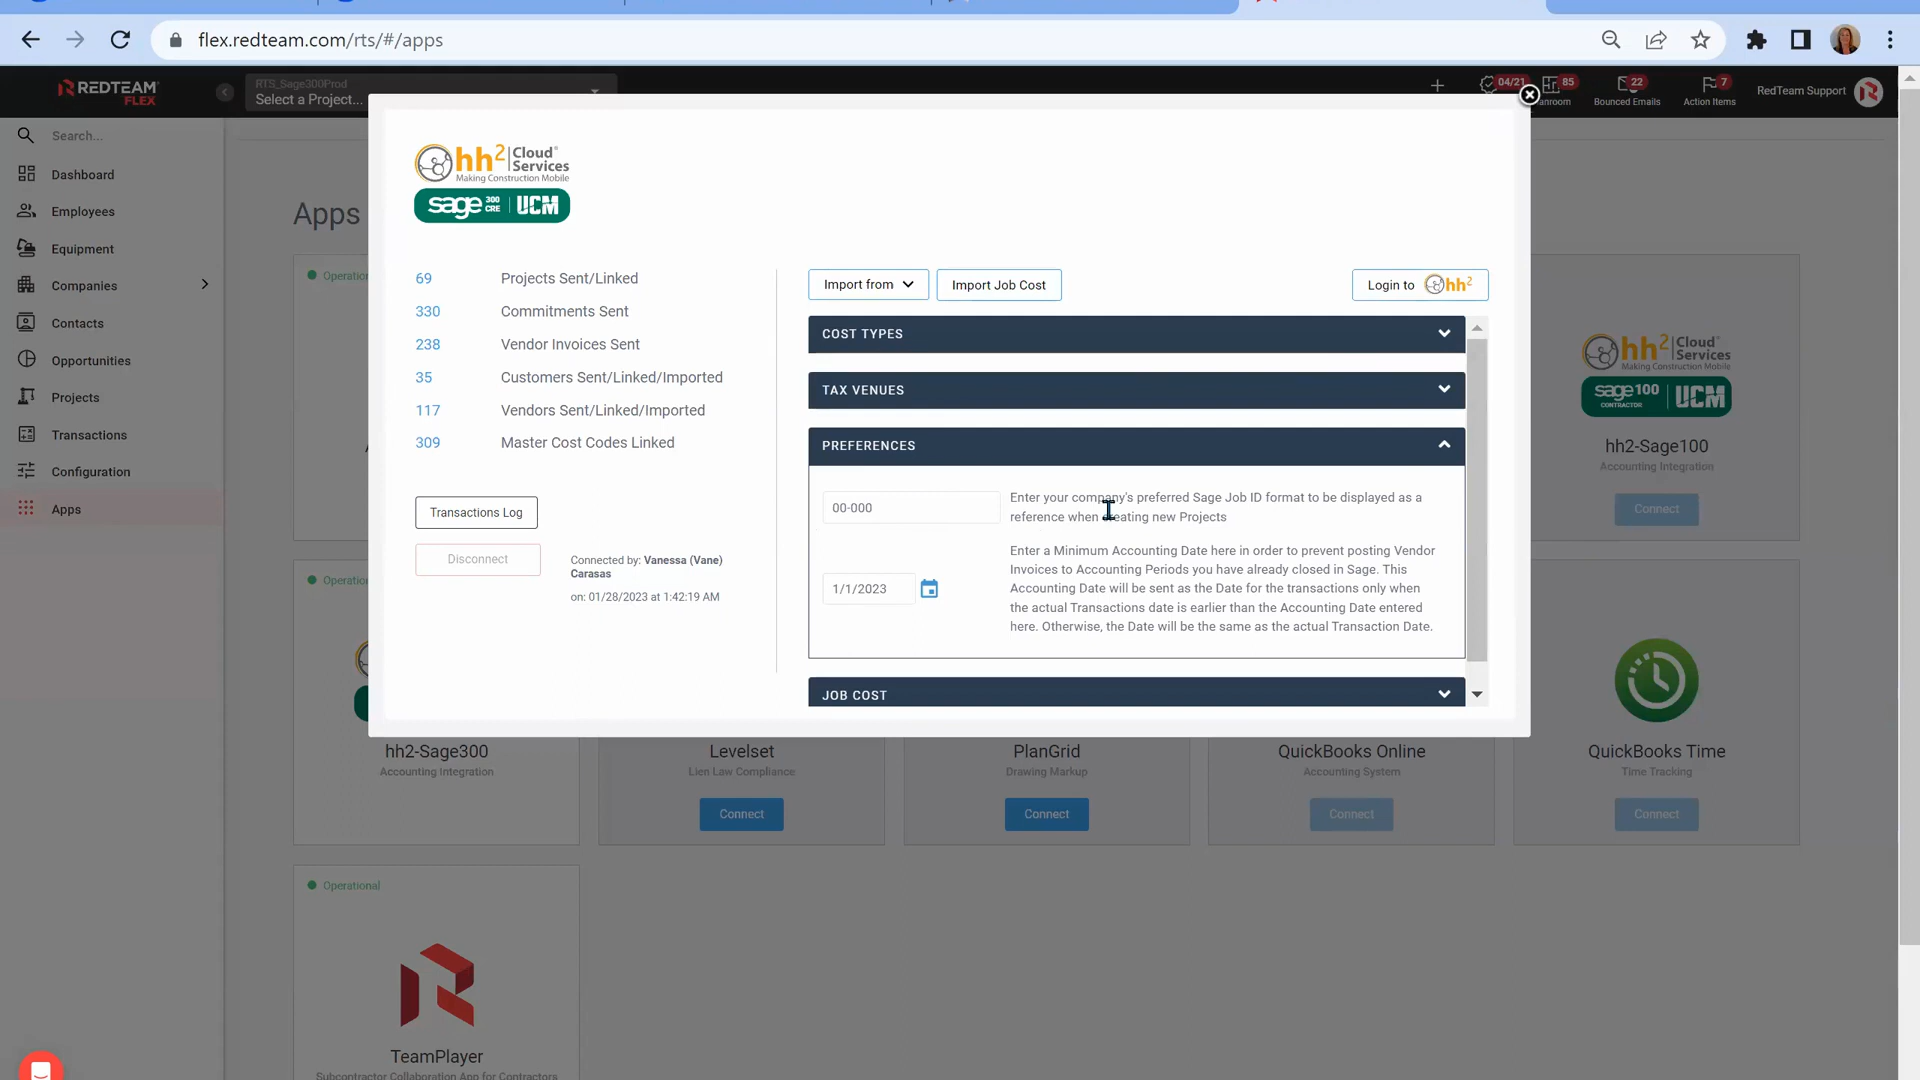 flex.redteam.com/rts/#/apps
REDTEAM
FLEX
RTS_Sage300Prod
Select a Project...
04/21
85
anroom
22
Bounced Emails
7
Action Items
RedTeam Support
Search...
Dashboard
Employees
Equipment
Companies
Contacts
Opportunities
Projects
Transactions
Configuration
Apps
Apps
Operatio
Operatio
hh2 Cloud Services
Making Construction Mobile
sage 300 CRE | UCM
69 Projects Sent/Linked
330 Commitments Sent
238 Vendor Invoices Sent
35 Customers Sent/Linked/Imported
117 Vendors Sent/Linked/Imported
309 Master Cost Codes Linked
Transactions Log
Disconnect
Connected by: Vanessa (Vane)
Carasas
on: 01/28/2023 at 1:42:19 AM
Import from
Import Job Cost
Login to hh2
COST TYPES
TAX VENUES
PREFERENCES
00-000
Enter your company's preferred Sage Job ID format to be displayed as a
reference when creating new Projects
1/1/2023
Enter a Minimum Accounting Date here in order to prevent posting Vendor
Invoices to Accounting Periods you have already closed in Sage. This
Accounting Date will be sent as the Date for the transactions only when
the actual Transactions date is earlier than the Accounting Date entered
here. Otherwise, the Date will be the same as the actual Transaction Date.
JOB COST
hh2 Cloud Services
Making Construction Mobile
sage 100 CONTRACTOR | UCM
hh2-Sage100
Accounting Integration
Connect
hh2-Sage300
Accounting Integration
Levelset
Lien Law Compliance
Connect
PlanGrid
Drawing Markup
Connect
QuickBooks Online
Accounting System
Connect
QuickBooks Time
Time Tracking
Connect
Operational
TeamPlayer
Subcontractor Collaboration App for Contractors